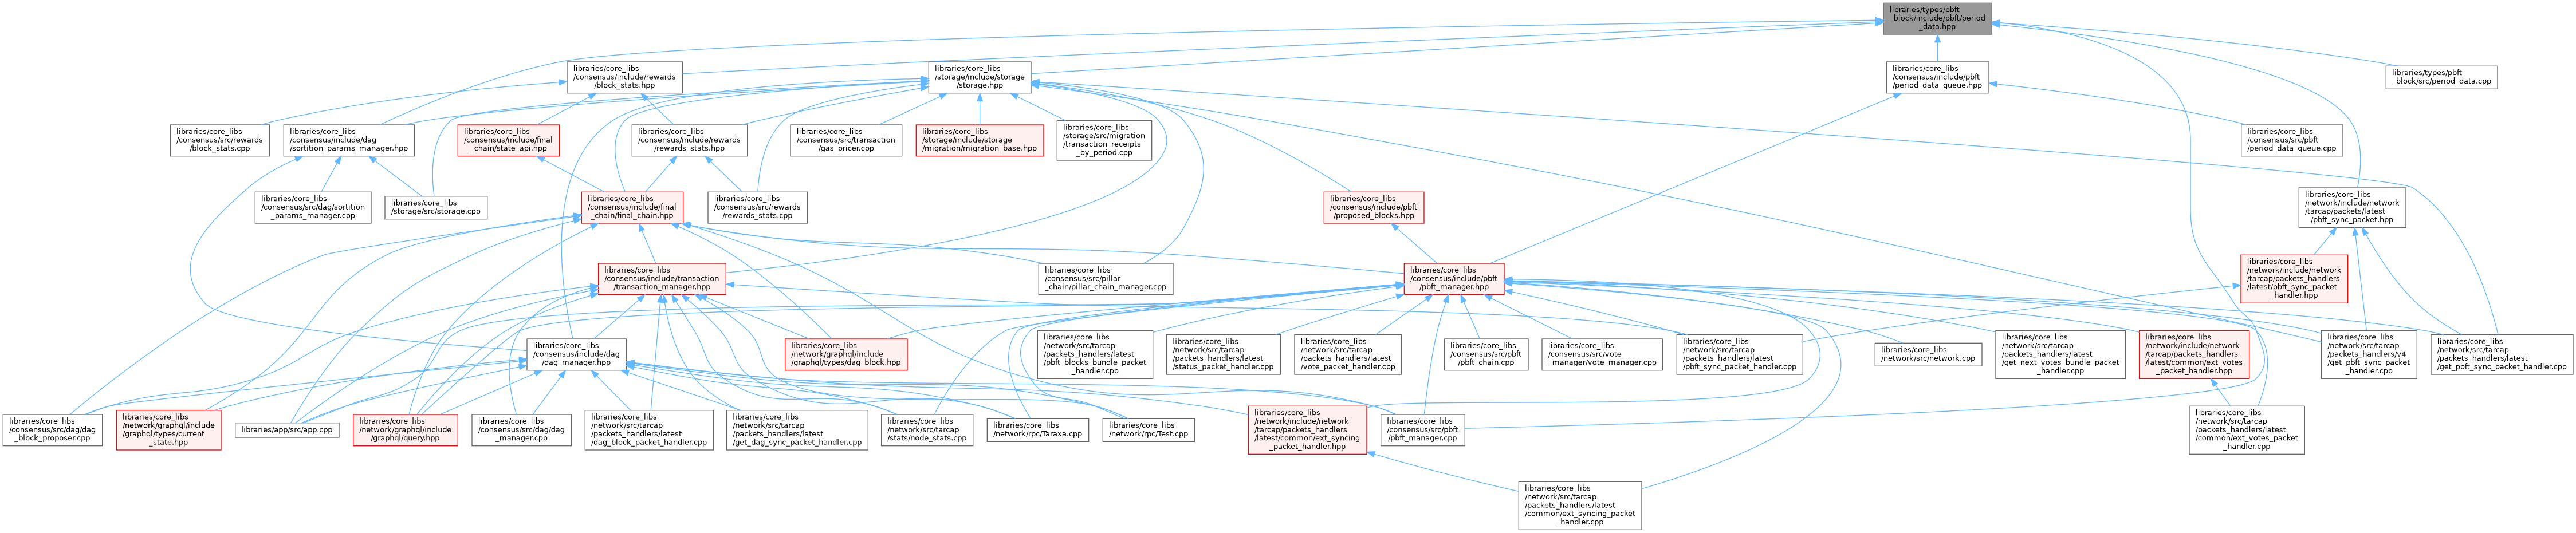 libraries/types/pbft
_block/include/pbft/period
_data.hpp
libraries/core_libs
/consensus/include/rewards
/block_stats.hpp
libraries/core_libs
/storage/include/storage
/storage.hpp
libraries/core_libs
/consensus/include/pbft
/period_data_queue.hpp
libraries/types/pbft
_block/src/period_data.cpp
libraries/core_libs
/consensus/src/rewards
/block_stats.cpp
libraries/core_libs
/consensus/include/dag
/sortition_params_manager.hpp
libraries/core_libs
/consensus/include/final
_chain/state_api.hpp
libraries/core_libs
/consensus/include/rewards
/rewards_stats.hpp
libraries/core_libs
/consensus/src/transaction
/gas_pricer.cpp
libraries/core_libs
/storage/include/storage
/migration/migration_base.hpp
libraries/core_libs
/storage/src/migration
/transaction_receipts
_by_period.cpp
libraries/core_libs
/consensus/src/pbft
/period_data_queue.cpp
libraries/core_libs
/consensus/src/dag/sortition
_params_manager.cpp
libraries/core_libs
/storage/src/storage.cpp
libraries/core_libs
/consensus/include/final
_chain/final_chain.hpp
libraries/core_libs
/consensus/src/rewards
/rewards_stats.cpp
libraries/core_libs
/consensus/include/pbft
/proposed_blocks.hpp
libraries/core_libs
/network/include/network
/tarcap/packets/latest
/pbft_sync_packet.hpp
libraries/core_libs
/consensus/include/transaction
/transaction_manager.hpp
libraries/core_libs
/consensus/src/pillar
_chain/pillar_chain_manager.cpp
libraries/core_libs
/consensus/include/pbft
/pbft_manager.hpp
libraries/core_libs
/network/include/network
/tarcap/packets_handlers
/latest/pbft_sync_packet
_handler.hpp
libraries/core_libs
/consensus/include/dag
/dag_manager.hpp
libraries/core_libs
/network/graphql/include
/graphql/types/dag_block.hpp
libraries/core_libs
/network/src/tarcap
/packets_handlers/latest
/pbft_blocks_bundle_packet
_handler.cpp
libraries/core_libs
/network/src/tarcap
/packets_handlers/latest
/status_packet_handler.cpp
libraries/core_libs
/network/src/tarcap
/packets_handlers/latest
/vote_packet_handler.cpp
libraries/core_libs
/consensus/src/pbft
/pbft_chain.cpp
libraries/core_libs
/consensus/src/vote
_manager/vote_manager.cpp
libraries/core_libs
/network/src/tarcap
/packets_handlers/latest
/pbft_sync_packet_handler.cpp
libraries/core_libs
/network/src/network.cpp
libraries/core_libs
/network/src/tarcap
/packets_handlers/latest
/get_next_votes_bundle_packet
_handler.cpp
libraries/core_libs
/network/include/network
/tarcap/packets_handlers
/latest/common/ext_votes
_packet_handler.hpp
libraries/core_libs
/network/src/tarcap
/packets_handlers/v4
/get_pbft_sync_packet
_handler.cpp
libraries/core_libs
/network/src/tarcap
/packets_handlers/latest
/get_pbft_sync_packet_handler.cpp
libraries/core_libs
/consensus/src/dag/dag
_block_proposer.cpp
libraries/core_libs
/network/graphql/include
/graphql/types/current
_state.hpp
libraries/app/src/app.cpp
libraries/core_libs
/network/graphql/include
/graphql/query.hpp
libraries/core_libs
/consensus/src/dag/dag
_manager.cpp
libraries/core_libs
/network/src/tarcap
/packets_handlers/latest
/dag_block_packet_handler.cpp
libraries/core_libs
/network/src/tarcap
/packets_handlers/latest
/get_dag_sync_packet_handler.cpp
libraries/core_libs
/network/src/tarcap
/stats/node_stats.cpp
libraries/core_libs
/network/rpc/Taraxa.cpp
libraries/core_libs
/network/rpc/Test.cpp
libraries/core_libs
/network/include/network
/tarcap/packets_handlers
/latest/common/ext_syncing
_packet_handler.hpp
libraries/core_libs
/consensus/src/pbft
/pbft_manager.cpp
libraries/core_libs
/network/src/tarcap
/packets_handlers/latest
/common/ext_votes_packet
_handler.cpp
libraries/core_libs
/network/src/tarcap
/packets_handlers/latest
/common/ext_syncing_packet
_handler.cpp